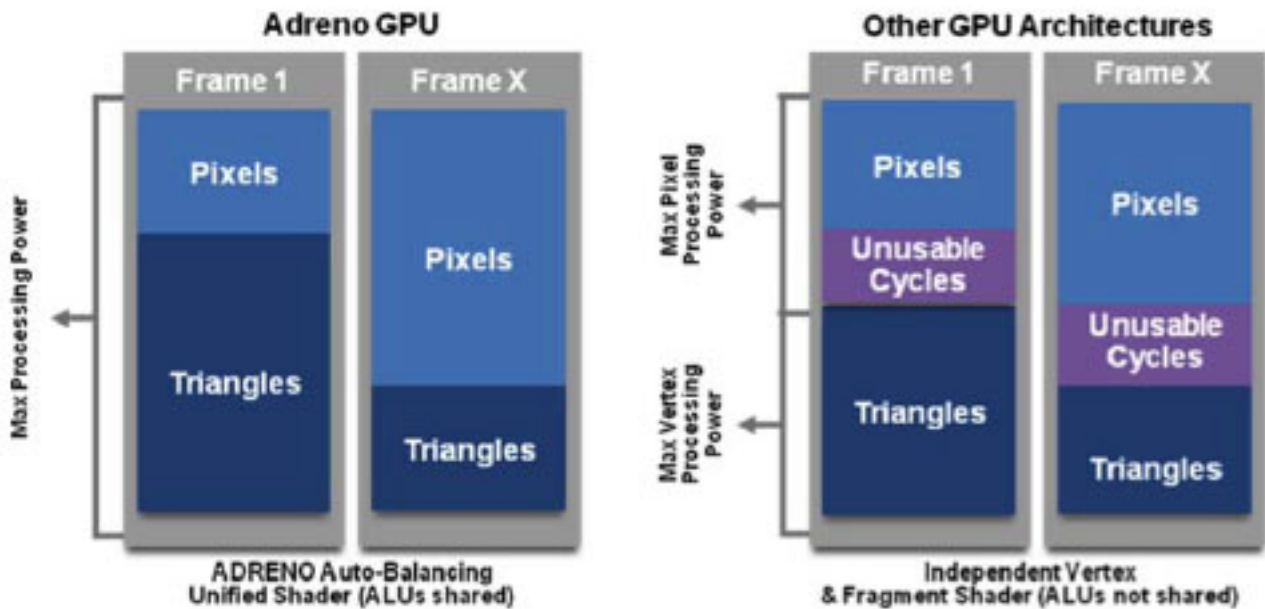 Adreno GPU
Frame 1
Frame X
Max Processing Power
Pixels
Triangles
Pixels
Triangles
ADRENO Auto-Balancing
Unified Shader (ALUs shared)
Other GPU Architectures
Frame 1
Frame X
Max Pixel
Processing
Power
Max Vertex
Processing
Power
Pixels
Unusable
Cycles
Triangles
Pixels
Unusable
Cycles
Triangles
Independent Vertex
& Fragment Shader (ALUs not shared)